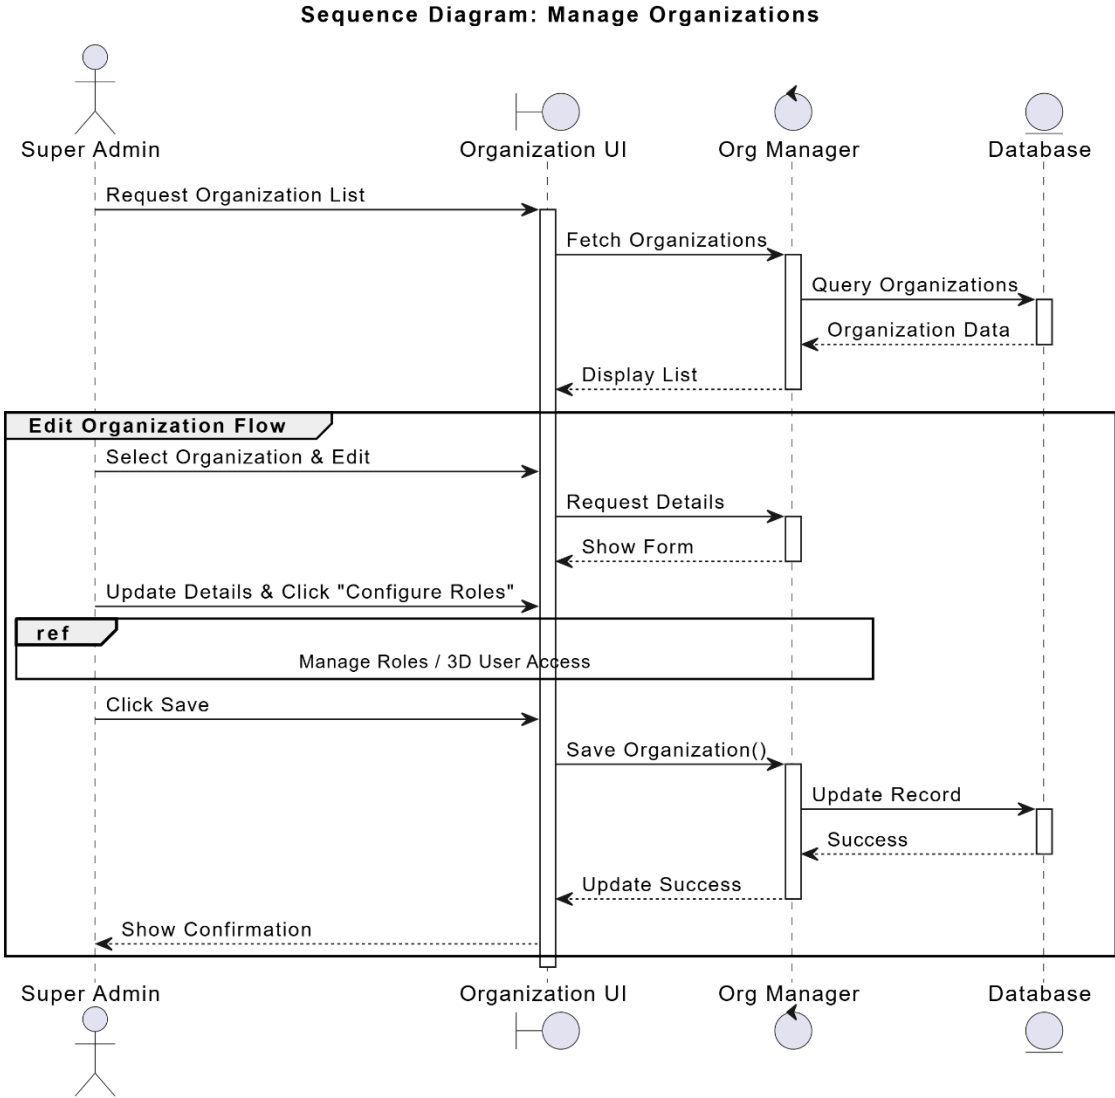 Sequence Diagram: Manage Organizations
Super Admin
Organization UI
Org Manager
Database
Request Organization List
Fetch Organizations
Query Organizations
Organization Data
Display List
Edit Organization Flow
Select Organization & Edit
Request Details
Show Form
Update Details & Click "Configure Roles"
ref
Manage Roles / 3D User Access
Click Save
Save Organization()
Update Record
Success
Update Success
Show Confirmation
Super Admin
Organization UI
Org Manager
Database